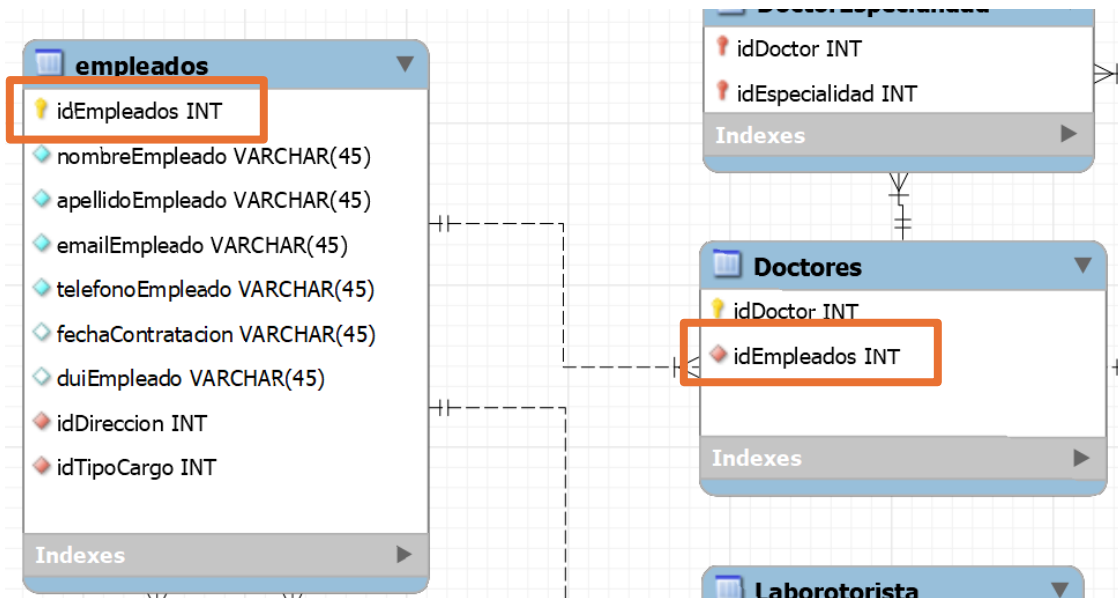 empleados
idEmpleados INT
nombreEmpleado VARCHAR(45)
apellidoEmpleado VARCHAR(45)
emailEmpleado VARCHAR(45)
telefonoEmpleado VARCHAR(45)
fechaContratacion VARCHAR(45)
duiEmpleado VARCHAR(45)
idDireccion INT
idTipoCargo INT
Indexes
DoctorEspecialidad
idDoctor INT
idEspecialidad INT
Indexes
Doctores
idDoctor INT
idEmpleados INT
Indexes
Laborotorista